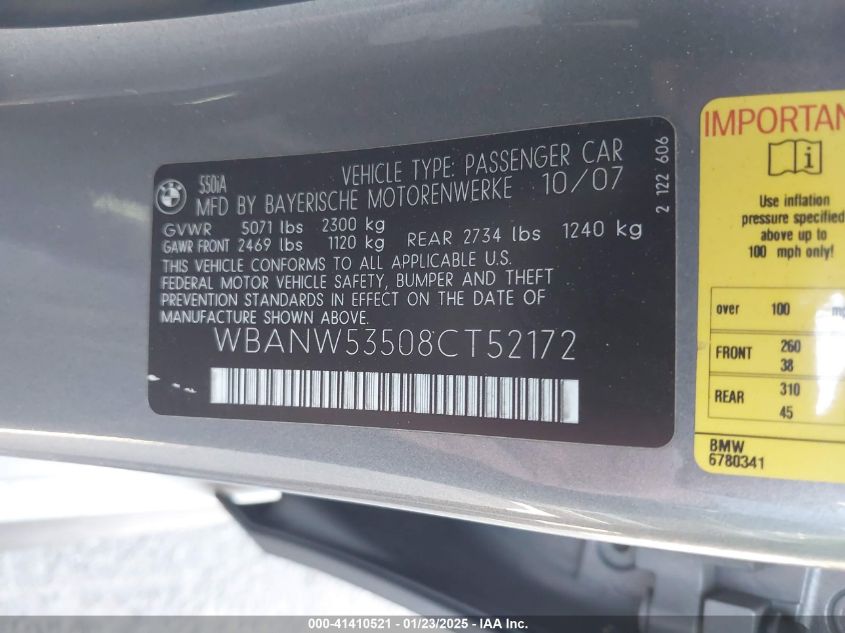 BMW
550iA
VEHICLE TYPE: PASSENGER CAR
MFD BY BAYERISCHE MOTORENWERKE 10/07
GVWR 5071 lbs 2300 kg
GAWR FRONT 2469 lbs 1120 kg REAR 2734 lbs 1240 kg
THIS VEHICLE CONFORMS TO ALL APPLICABLE U.S.
FEDERAL MOTOR VEHICLE SAFETY, BUMPER AND THEFT
PREVENTION STANDARDS IN EFFECT ON THE DATE OF
MANUFACTURE SHOWN ABOVE.
WBANW53508CT52172
2 122 606
IMPORTAN
i
Use inflation
pressure specified
above up to
100 mph only!
over 100
FRONT 260
38
REAR 310
45
BMW
6780341
000-41410521 - 01/23/2025 - IAA Inc.